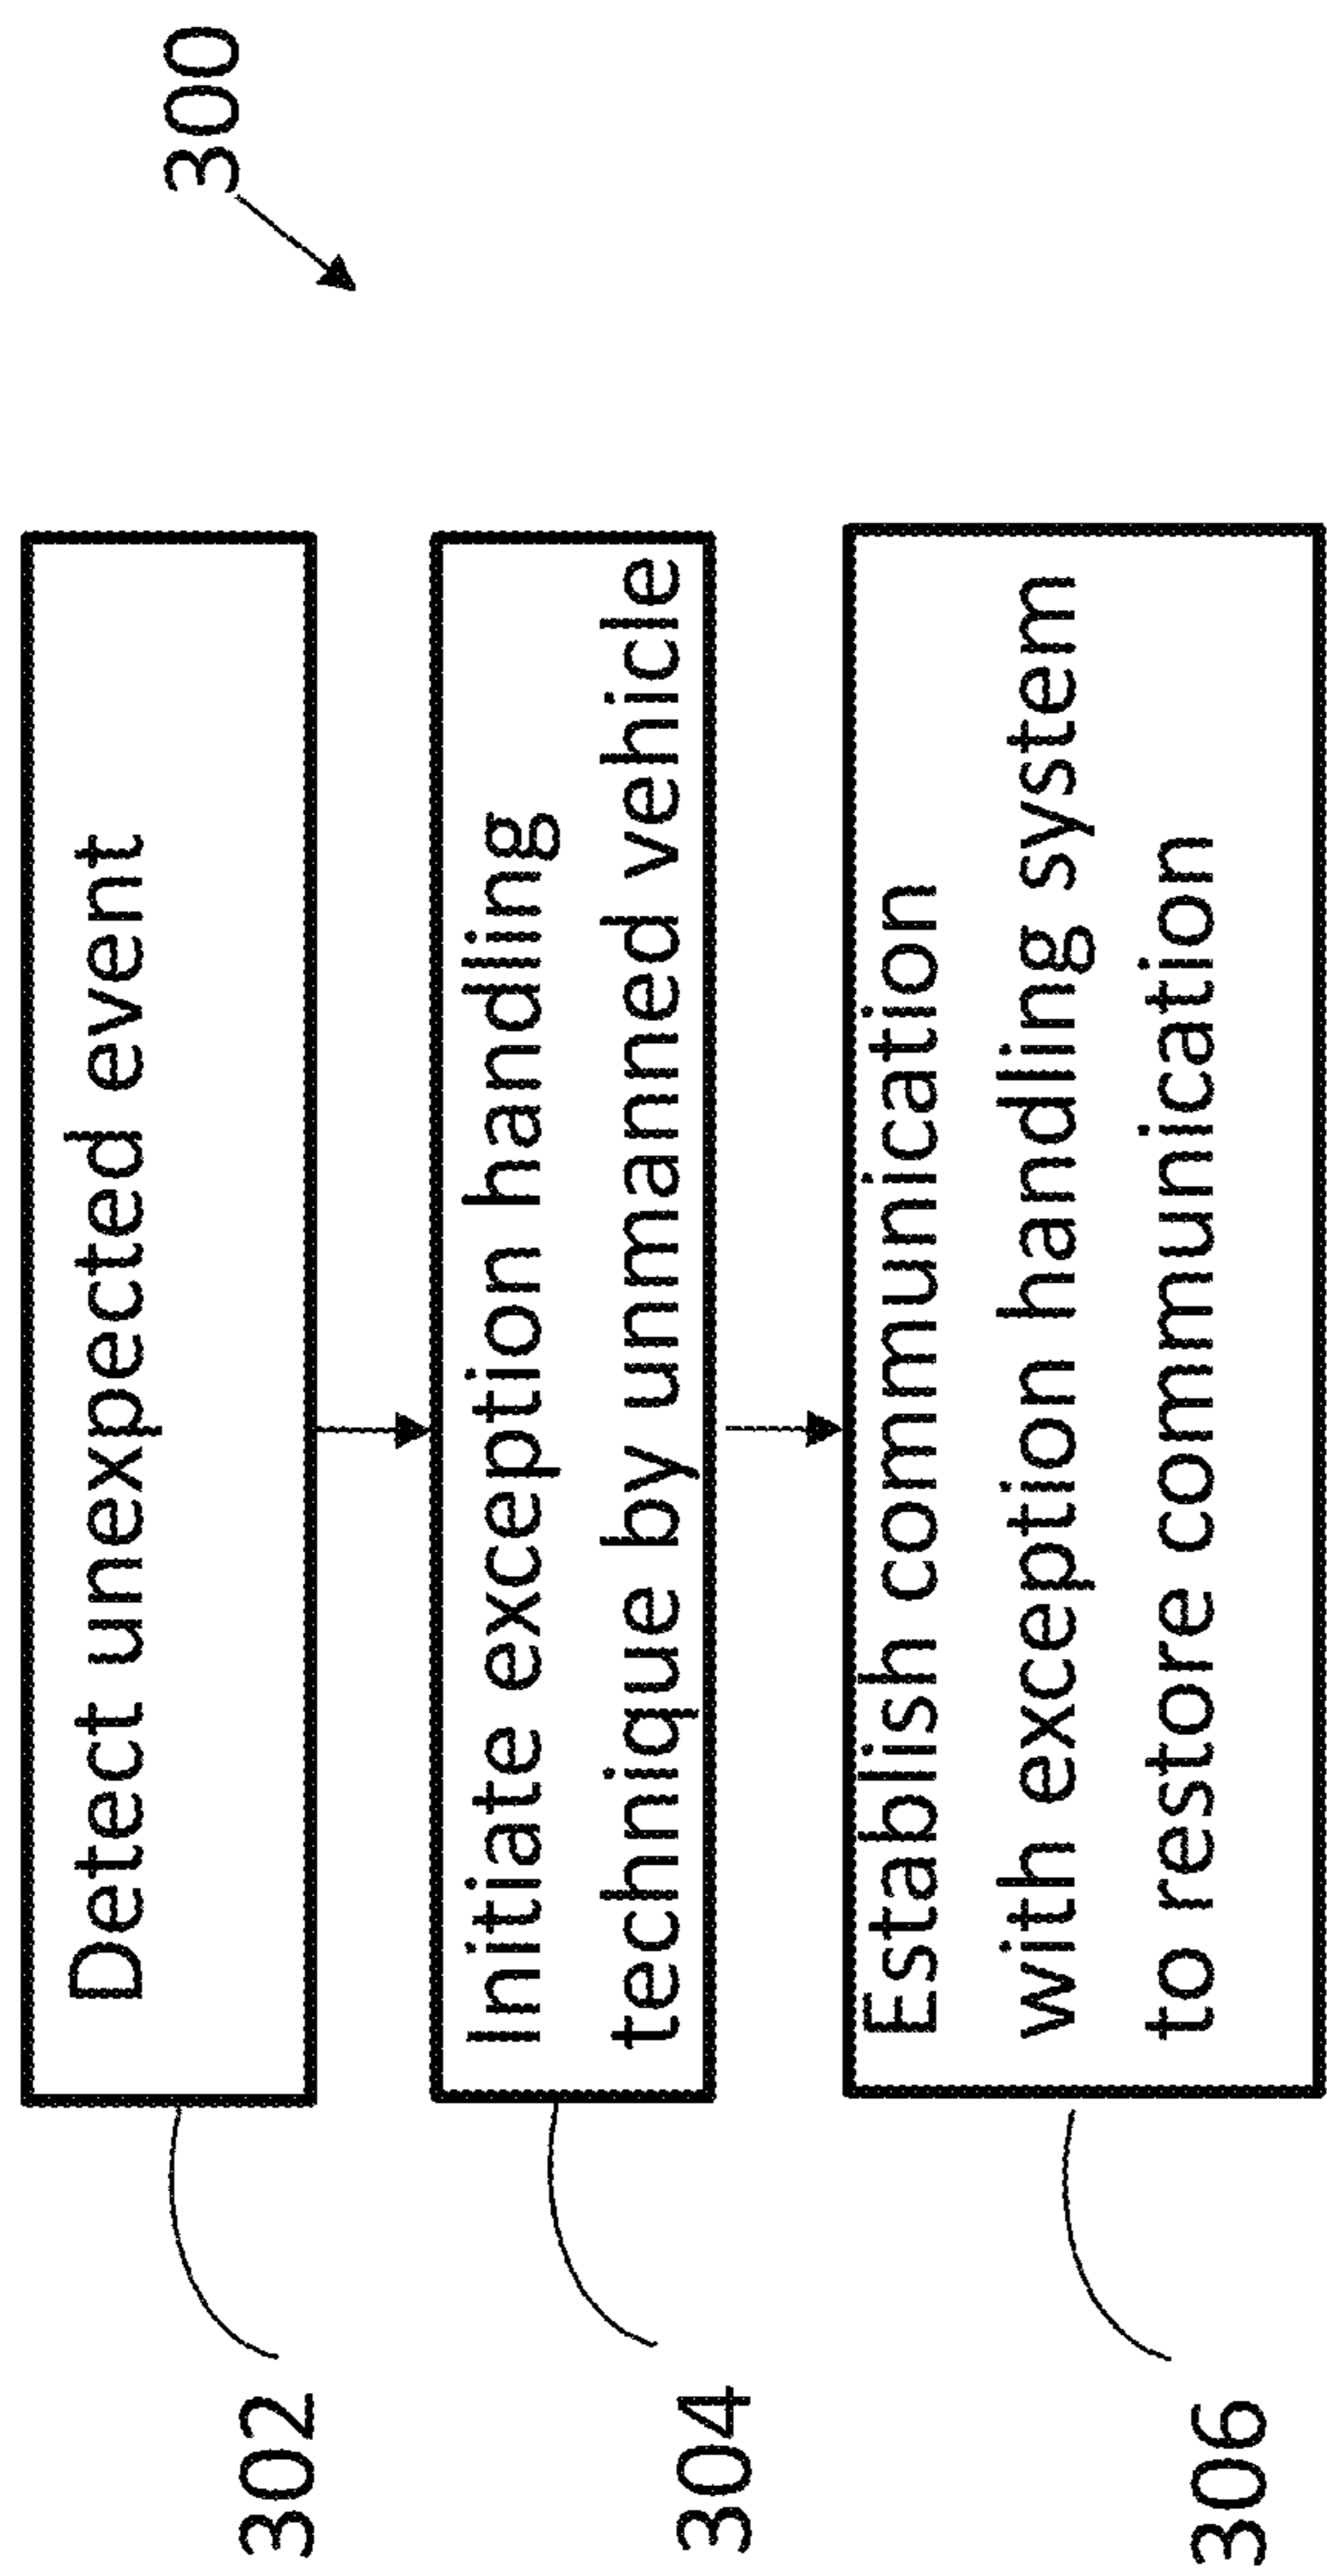 300
302
Detect unexpected event
304
Initiate exception handling
technique by unmanned vehicle
306
Establish communication
with exception handling system
to restore communication